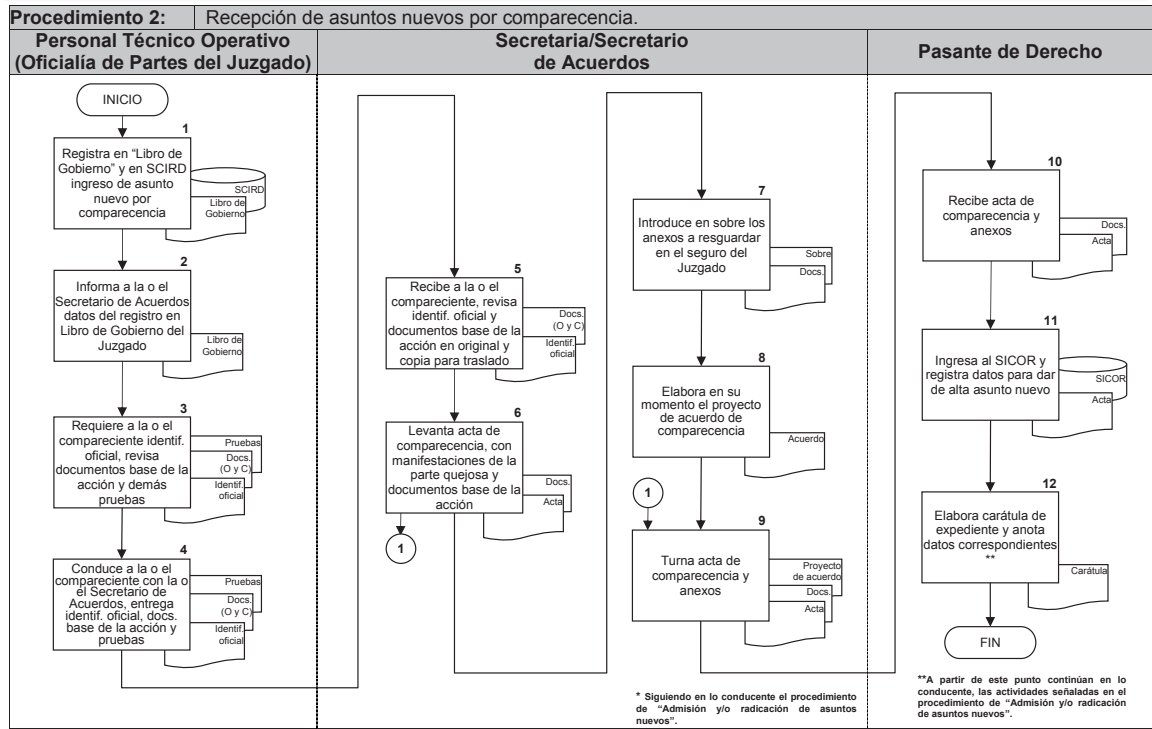 Procedimiento 2: Recepción de asuntos nuevos por comparecencia.
Personal Técnico Operativo
(Oficialía de Partes del Juzgado)
Secretaria/Secretario
de Acuerdos
Pasante de Derecho
INICIO
1
Registra en “Libro de
Gobierno” y en SCIRD
ingreso de asunto
nuevo por
comparecencia
SCIRD
Libro de
Gobierno
2
Informa a la o el
Secretario de Acuerdos
datos del registro en
Libro de Gobierno del
Juzgado
Libro de
Gobierno
3
Requiere a la o el
compareciente identif.
oficial, revisa
documentos base de la
acción y demás
pruebas
Pruebas
Docs.
(O y C)
Identif.
oficial
4
Conduce a la o el
compareciente con la o
el Secretario de
Acuerdos, entrega
identif. oficial, docs.
base de la acción y
pruebas
Pruebas
Docs.
(O y C)
Identif.
oficial
5
Recibe a la o el
compareciente, revisa
identif. oficial y
documentos base de la
acción en original y
copia para traslado
Docs.
(O y C)
Identif.
oficial
6
Levanta acta de
comparecencia, con
manifestaciones de la
parte quejosa y
documentos base de la
acción
Docs.
Acta
1
7
Introduce en sobre los
anexos a resguardar
en el seguro del
Juzgado
Sobre
Docs.
8
Elabora en su
momento el proyecto
de acuerdo de
comparecencia
Acuerdo
1
9
Turna acta de
comparecencia y
anexos
Proyecto
de acuerdo
Docs.
Acta
* Siguiendo en lo conducente el procedimiento
de “Admisión y/o radicación de asuntos
nuevos”.
10
Recibe acta de
comparecencia y
anexos
Docs.
Acta
11
Ingresa al SICOR y
registra datos para dar
de alta asunto nuevo
SICOR
Acta
12
Elabora carátula de
expediente y anota
datos correspondientes
**
Carátula
FIN
**A partir de este punto continúan en lo
conducente, las actividades señaladas en el
procedimiento de “Admisión y/o radicación
de asuntos nuevos”.